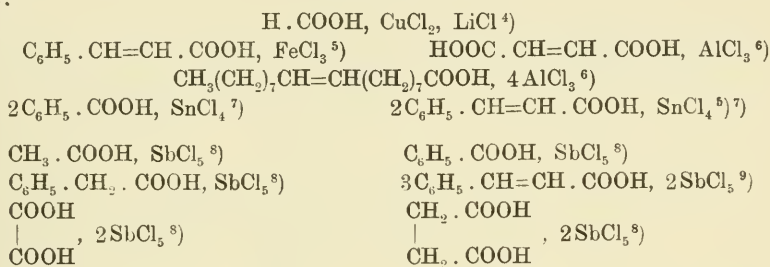 H . COOH, CuCl₂, LiCl ⁴)
C₆H₅ . CH=CH . COOH, FeCl₃ ⁵) HOOC . CH=CH . COOH, AlCl₃ ⁶)
CH₃(CH₂)₇CH=CH(CH₂)₇COOH, 4 AlCl₃ ⁶)
2C₆H₅ . COOH, SnCl₄ ⁷) 2C₆H₅ . CH=CH . COOH, SnCl₄ ⁵)⁷)
CH₃ . COOH, SbCl₅ ⁸) C₆H₅ . COOH, SbCl₅ ⁸)
C₆H₅ . CH₂ . COOH, SbCl₅ ⁸) 3C₆H₅ . CH=CH . COOH, 2SbCl₅ ⁹)
COOH CH₂ . COOH
| , 2SbCl₅ ⁸) | , 2SbCl₅ ⁸)
COOH CH₂ . COOH